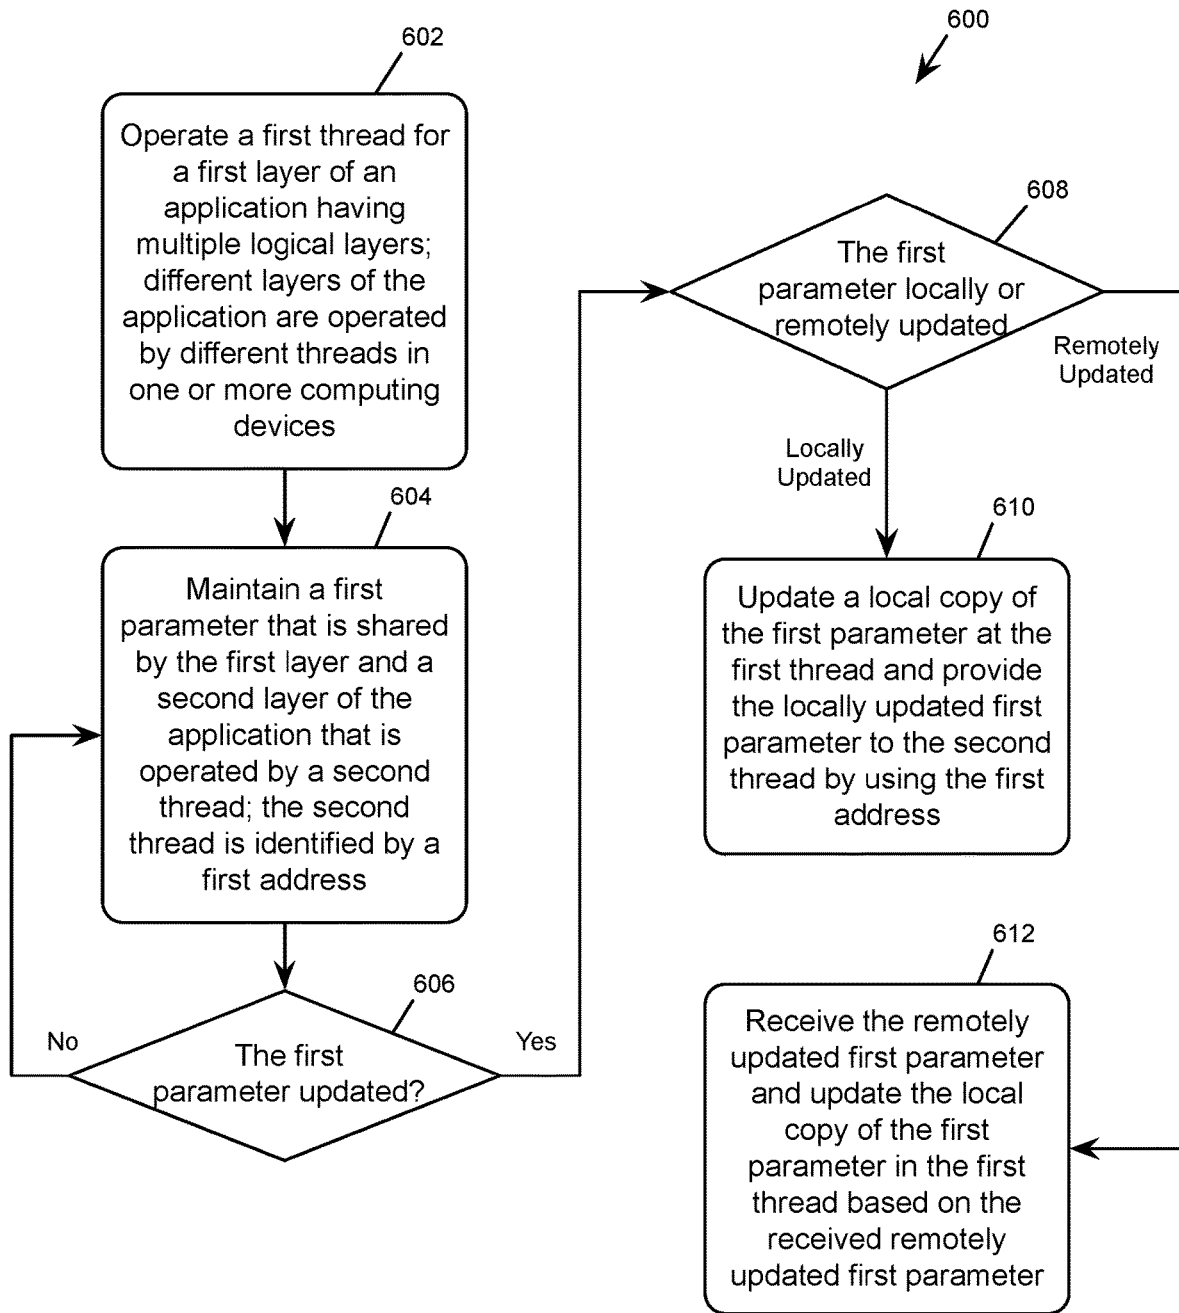 602
Operate a first thread for
a first layer of an
application having
multiple logical layers;
different layers of the
application are operated
by different threads in
one or more computing
devices
604
Maintain a first
parameter that is shared
by the first layer and a
second layer of the
application that is
operated by a second
thread; the second
thread is identified by a
first address
606
No
The first
parameter updated?
Yes
600
608
The first
parameter locally or
remotely updated
Remotely
Updated
Locally
Updated
610
Update a local copy of
the first parameter at the
first thread and provide
the locally updated first
parameter to the second
thread by using the first
address
612
Receive the remotely
updated first parameter
and update the local
copy of the first
parameter in the first
thread based on the
received remotely
updated first parameter